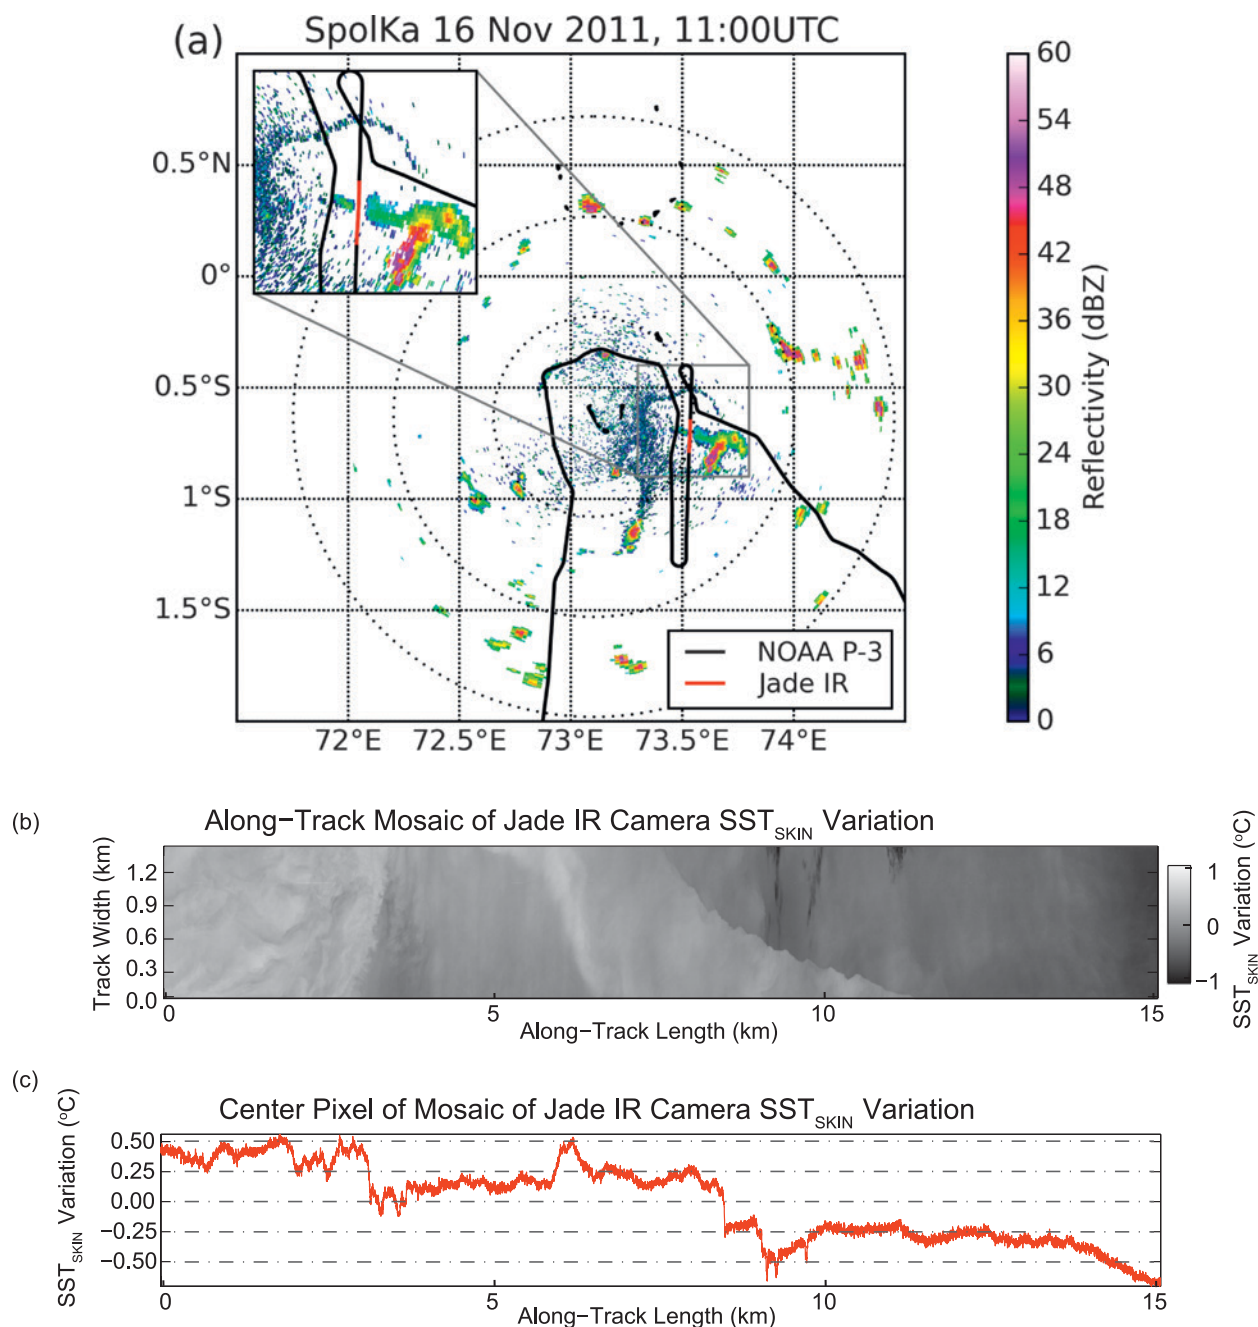 (a) SpolKa 16 Nov 2011, 11:00UTC
0.5°N
0°
0.5°S
1°S
1.5°S
72°E 72.5°E 73°E 73.5°E 74°E
NOAA P-3
Jade IR
60
54
48
42
36
30
24
18
12
6
0
Reflectivity (dBZ)
(b) Along−Track Mosaic of Jade IR Camera SST_SKIN Variation
Track Width (km)
1.2
0.9
0.6
0.3
0.0
0 5 10 15
Along−Track Length (km)
1
0
−1
SST_SKIN Variation (°C)
(c)
Center Pixel of Mosaic of Jade IR Camera SST_SKIN Variation
SST_SKIN Variation (°C)
0.50
0.25
0.00
−0.25
−0.50
0 5 10 15
Along−Track Length (km)